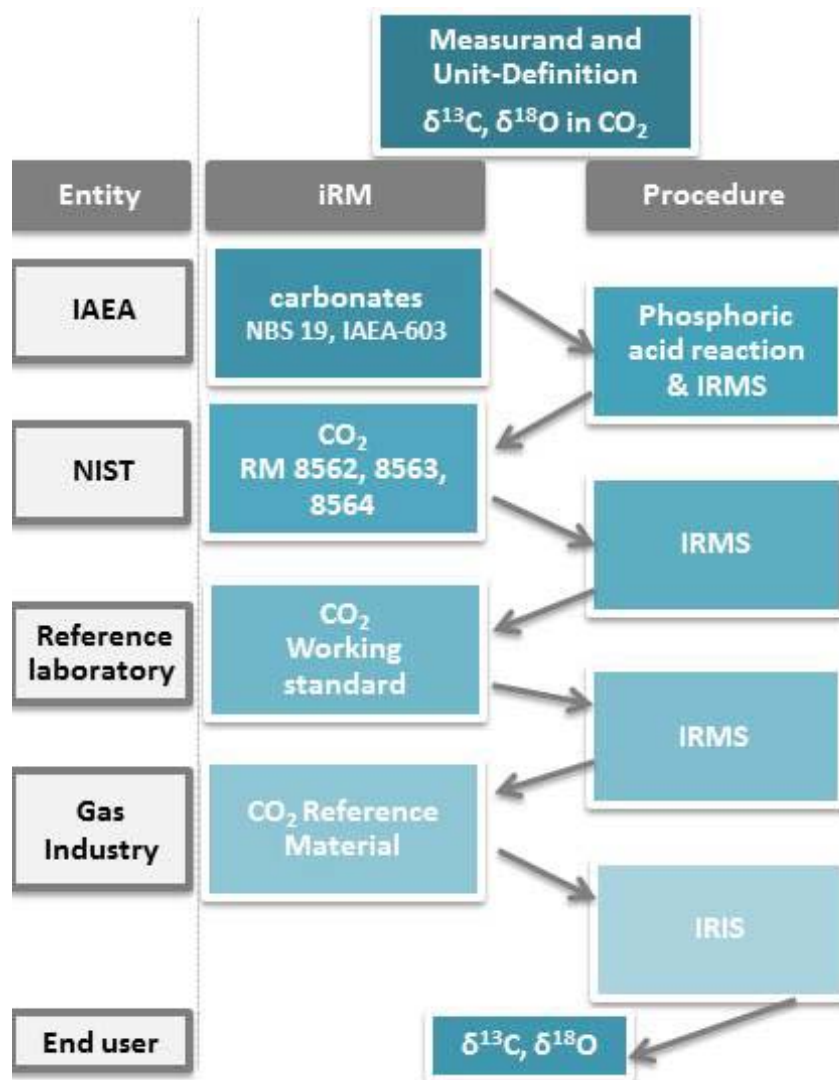 Measurand and
Unit-Definition
δ¹³C, δ¹⁸O in CO₂
Entity
iRM
Procedure
IAEA
carbonates
NBS 19, IAEA-603
Phosphoric
acid reaction
& IRMS
NIST
CO₂
RM 8562, 8563,
8564
IRMS
Reference
laboratory
CO₂
Working
standard
IRMS
Gas
Industry
CO₂ Reference
Material
IRIS
End user
δ¹³C, δ¹⁸O